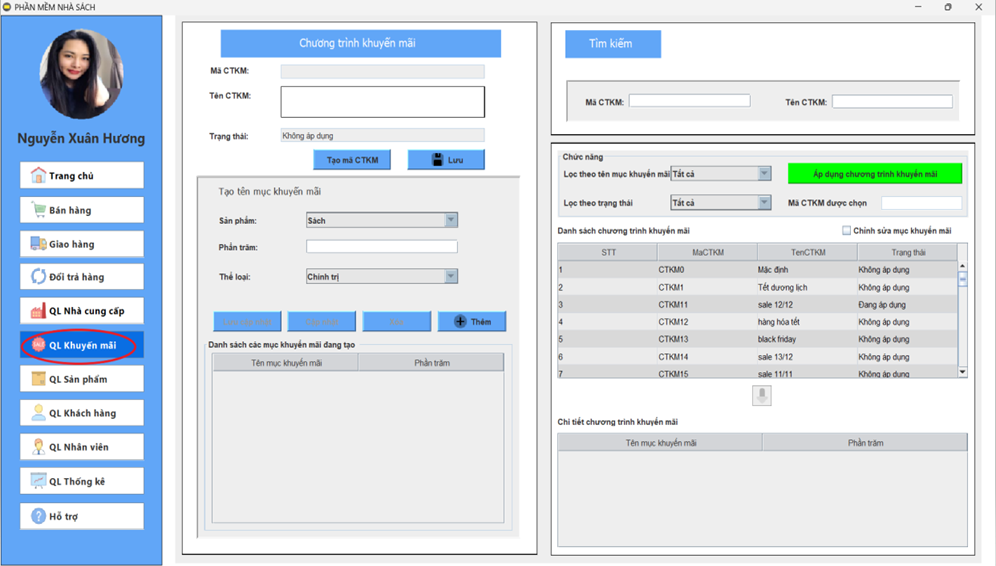 PHẦN MỀM NHÀ SÁCH
Nguyễn Xuân Hương
Trang chủ
Bán hàng
Giao hàng
Đổi trả hàng
QL Nhà cung cấp
QL Khuyến mãi
QL Sản phẩm
QL Khách hàng
QL Nhân viên
QL Thống kê
Hỗ trợ
Chương trình khuyến mãi
Mã CTKM:
Tên CTKM:
Trạng thái:
Không áp dụng
Tạo mã CTKM
Lưu
Tạo tên mục khuyến mãi
Sản phẩm:
Sách
Phần trăm:
Thể loại:
Chính trị
Thêm
Danh sách các mục khuyến mãi đang tạo
Tên mục khuyến mãi Phần trăm
Tìm kiếm
Mã CTKM: Tên CTKM:
Chức năng
Lọc theo tên mục khuyến mãi Tất cả Áp dụng chương trình khuyến mãi
Lọc theo trạng thái Tất cả Mã CTKM được chọn
Danh sách chương trình khuyến mãi Chỉnh sửa mục khuyến mãi
STT MaCTKM TenCTKM Trang thái
1 CTKM0 Mặc định Không áp dụng
2 CTKM1 Tết dương lịch Không áp dụng
3 CTKM11 sale 12/12 Đang áp dụng
4 CTKM12 hàng hóa tết Không áp dụng
5 CTKM13 black friday Không áp dụng
6 CTKM14 sale 13/12 Không áp dụng
7 CTKM15 sale 11/11 Không áp dụng
Chi tiết chương trình khuyến mãi
Tên mục khuyến mãi Phần trăm